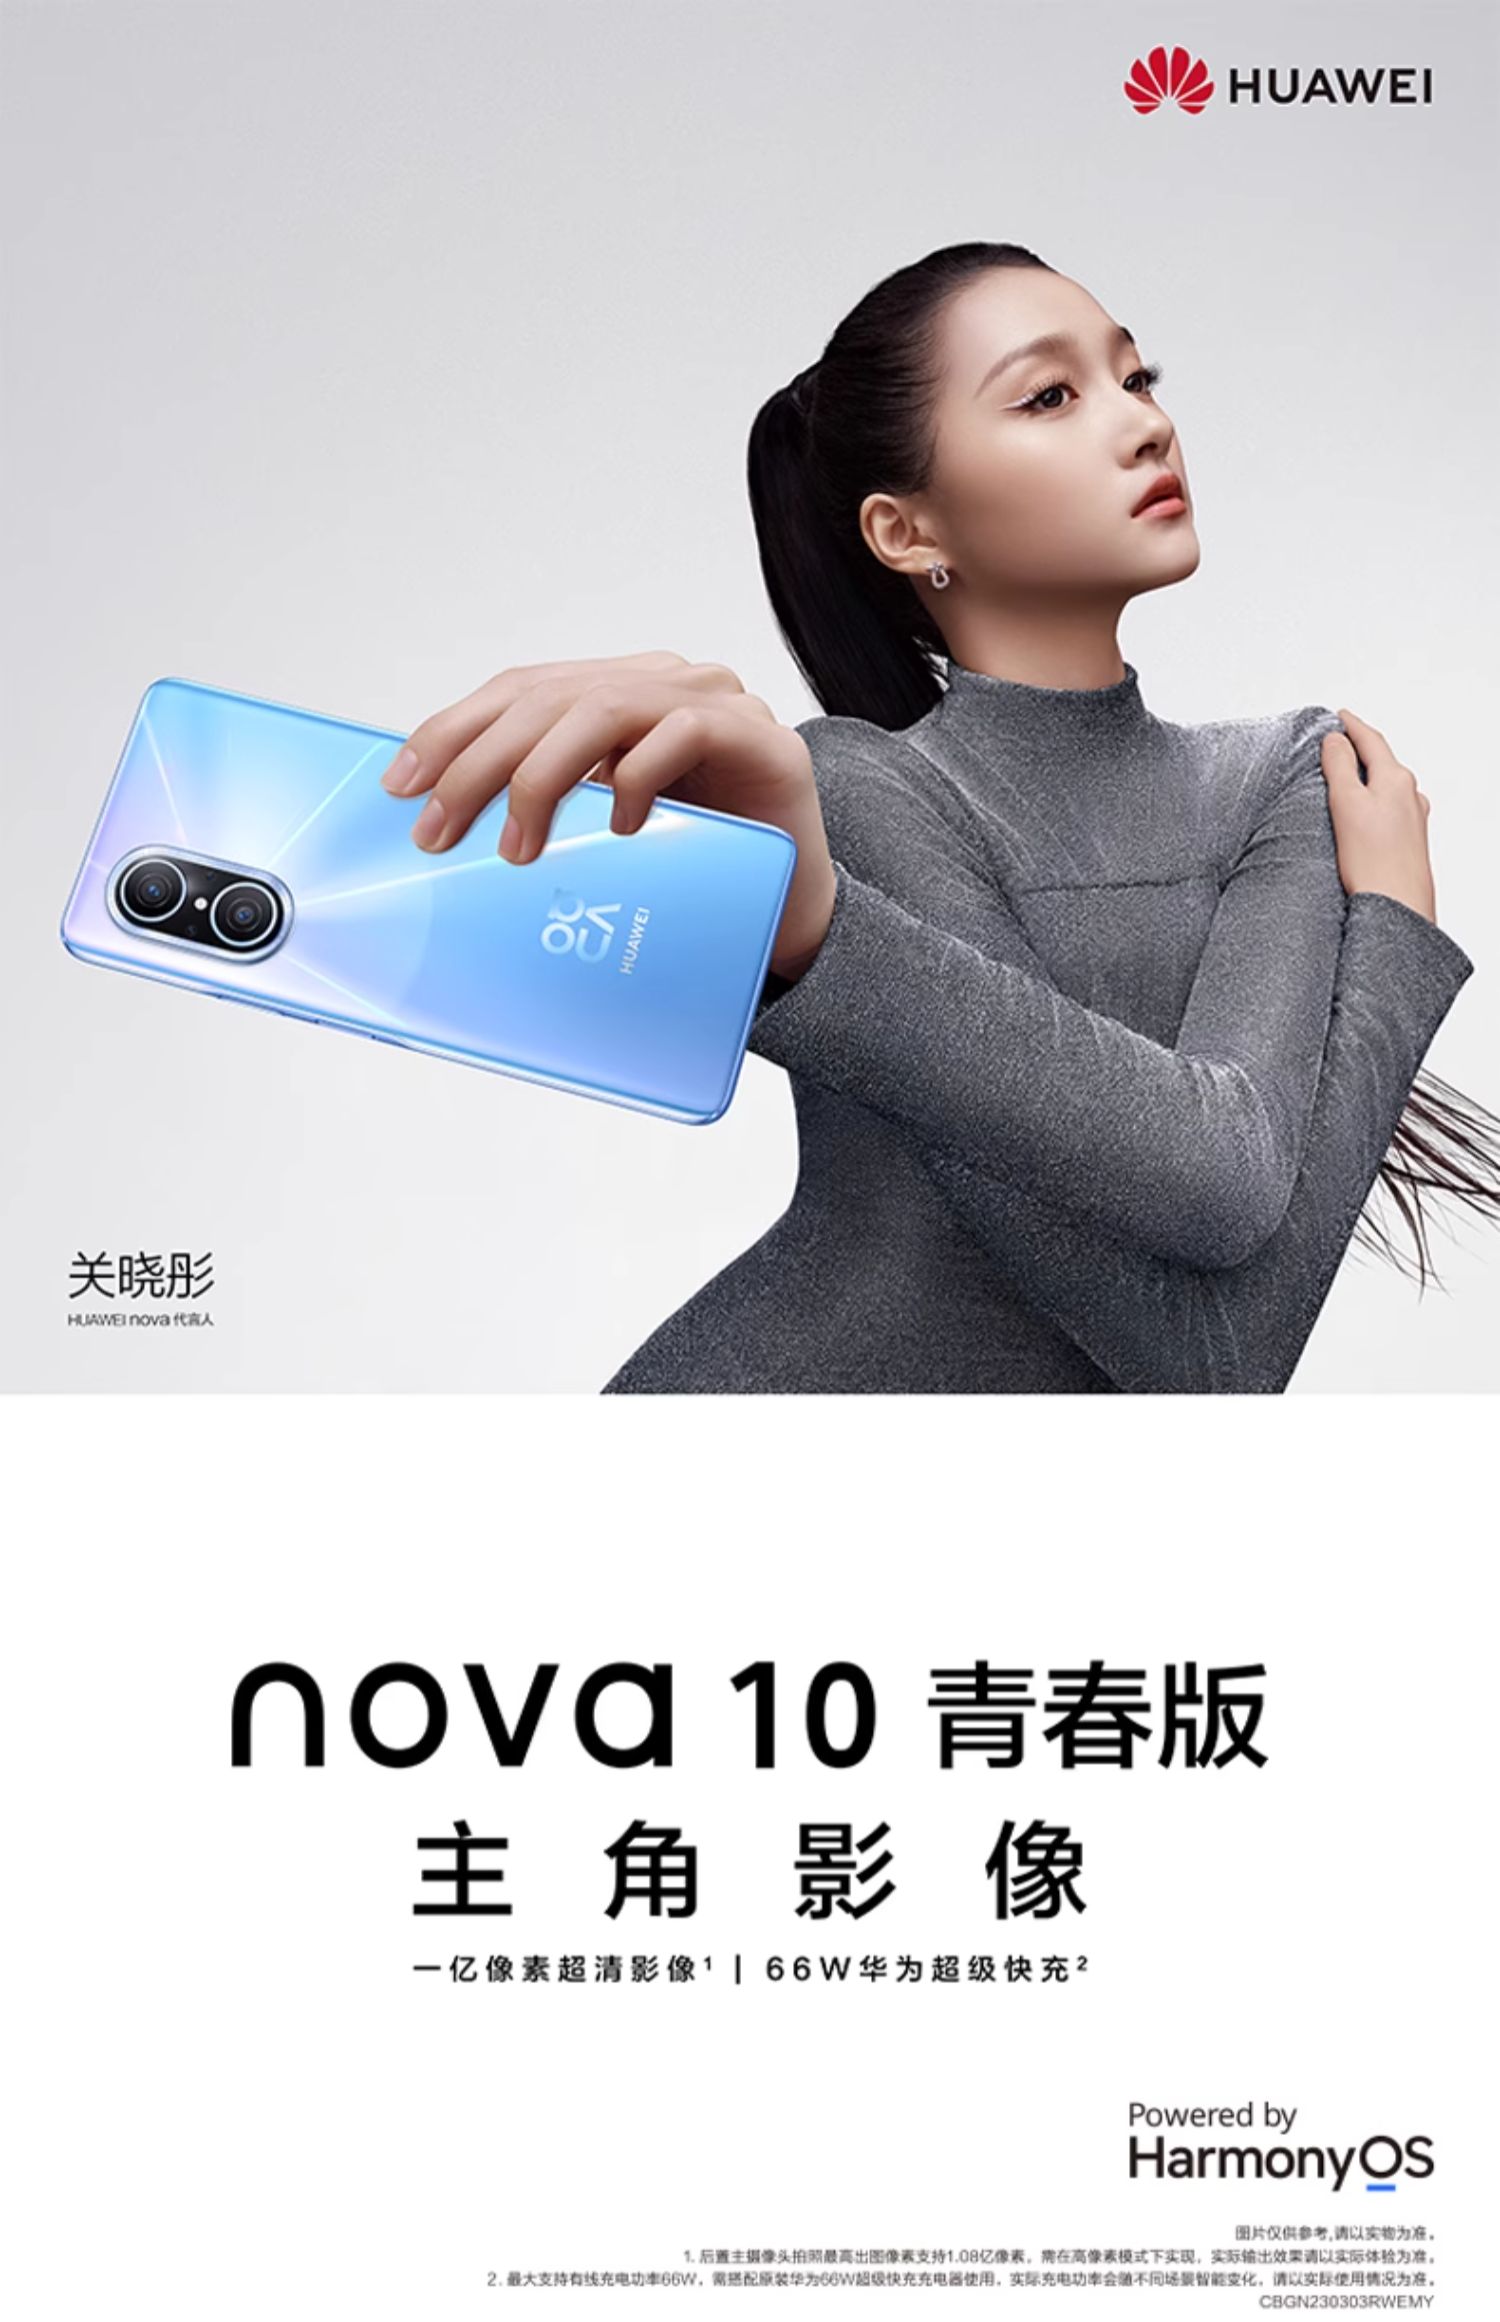 HUAWEI
nova
HUAWEI
关晓彤
HUAWEI nova 代言人
nova 10 青春版
主角影像
一亿像素超清影像¹ | 66W华为超级快充²
Powered by
HarmonyOS
图片仅供参考,请以实物为准。
1. 后置主摄像头拍照最高出图像素支持1.08亿像素，需在高像素模式下实现，实际输出效果请以实际体验为准。
2. 最大支持有线充电功率66W，需搭配原装华为66W超级快充充电器使用，实际充电功率会随不同场景智能变化，请以实际使用情况为准。
CBGN230303RWEMY